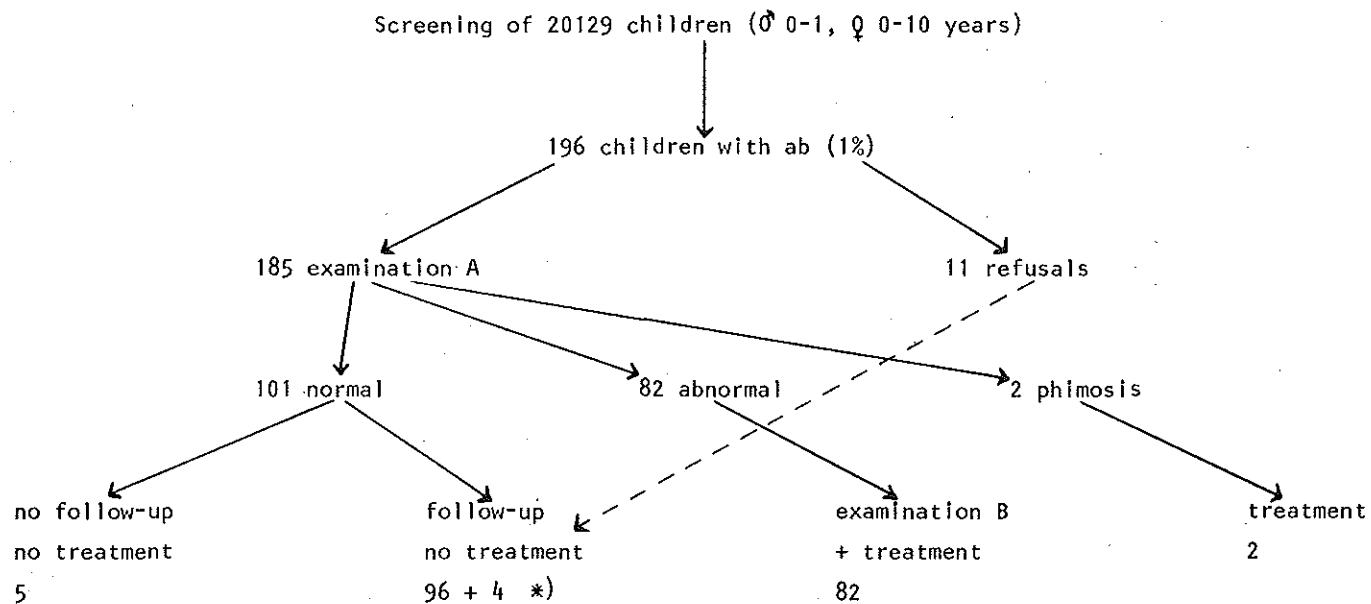 Screening of 20129 children (♂ 0-1, ♀ 0-10 years)
196 children with ab (1%)
185 examination A
11 refusals
101 normal
82 abnormal
2 phimosis
no follow-up
no treatment
5
follow-up
no treatment
96 + 4 *)
examination B
+ treatment
82
treatment
2